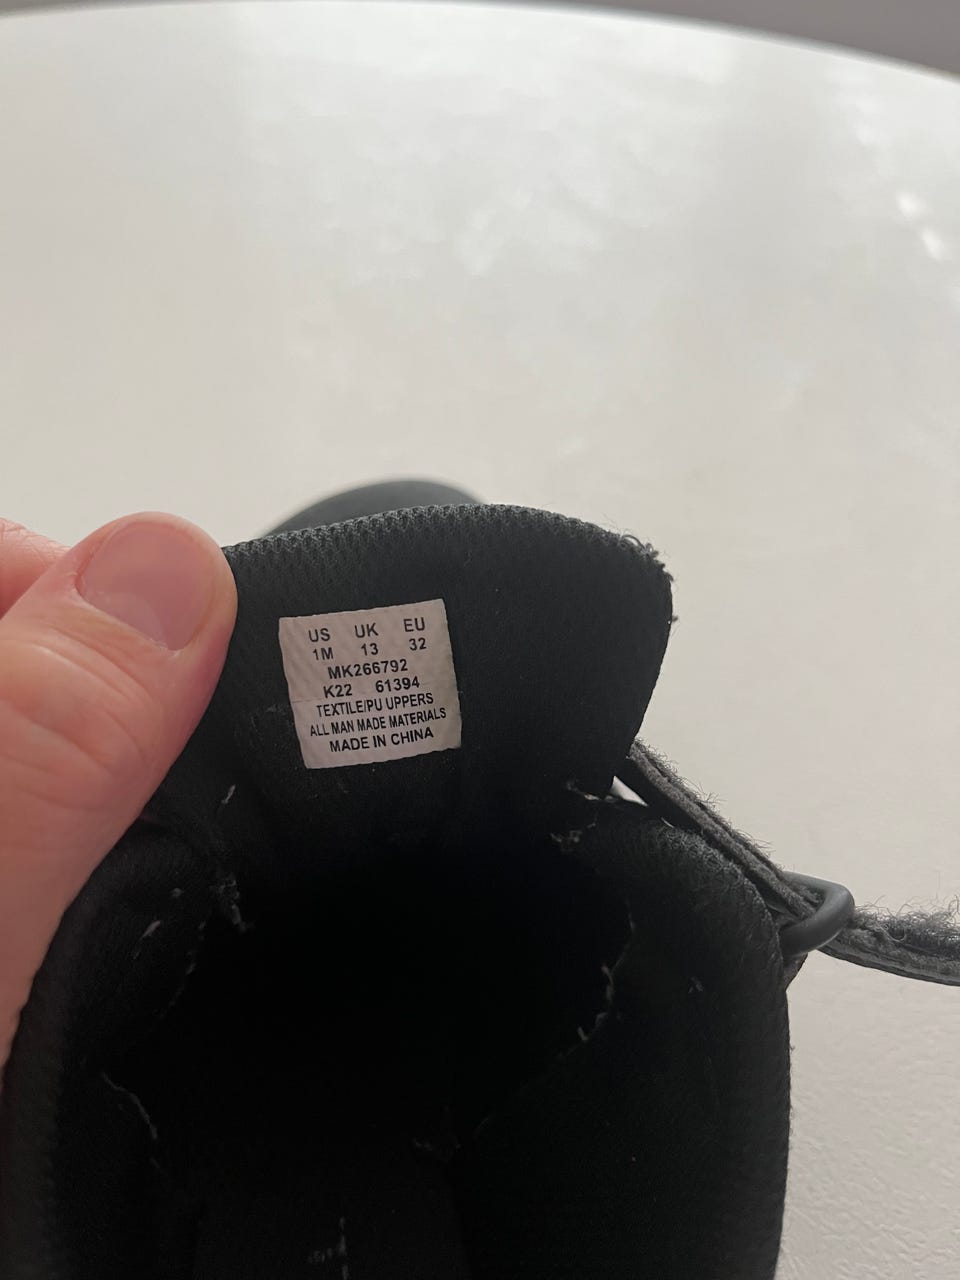 US UK EU
1M 13 32
MK266792
K22 61394
TEXTILE/PU UPPERS
ALL MAN MADE MATERIALS
MADE IN CHINA